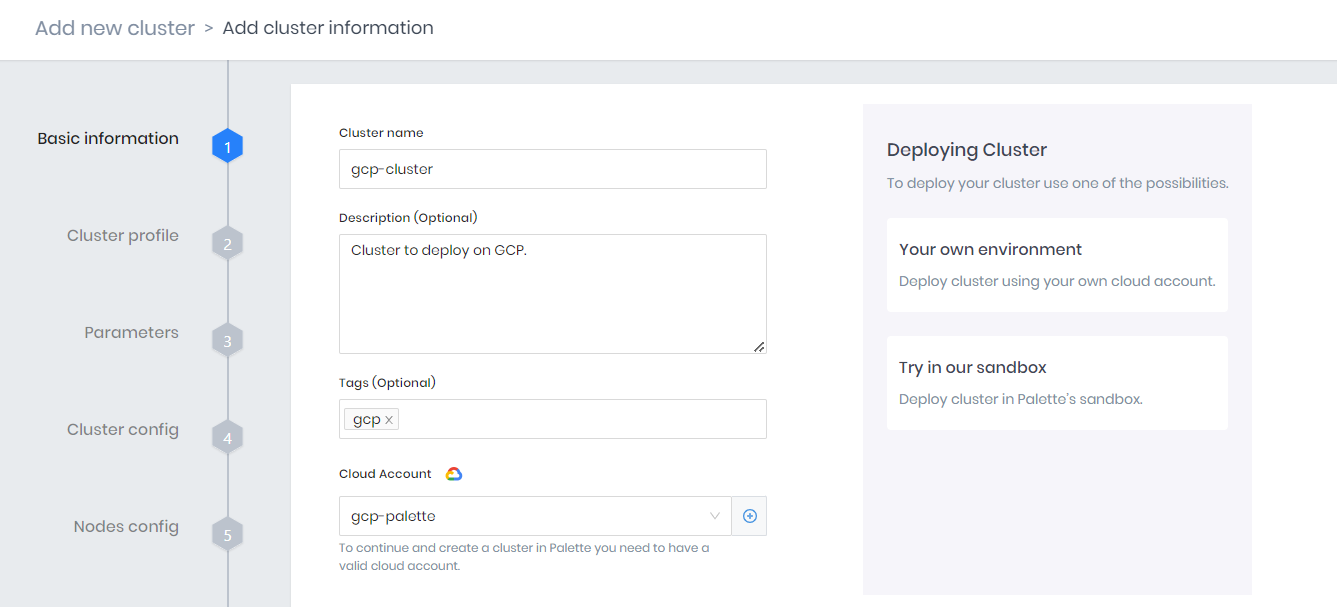 Add new cluster > Add cluster information
Basic information
1
Cluster profile
2
Parameters
3
Cluster config
4
Nodes config
5
Cluster name
gcp-cluster
Description (Optional)
Cluster to deploy on GCP.
Tags (Optional)
gcp ×
Cloud Account
gcp-palette
To continue and create a cluster in Palette you need to have a
valid cloud account.
Deploying Cluster
To deploy your cluster use one of the possibilities.
Your own environment
Deploy cluster using your own cloud account.
Try in our sandbox
Deploy cluster in Palette's sandbox.